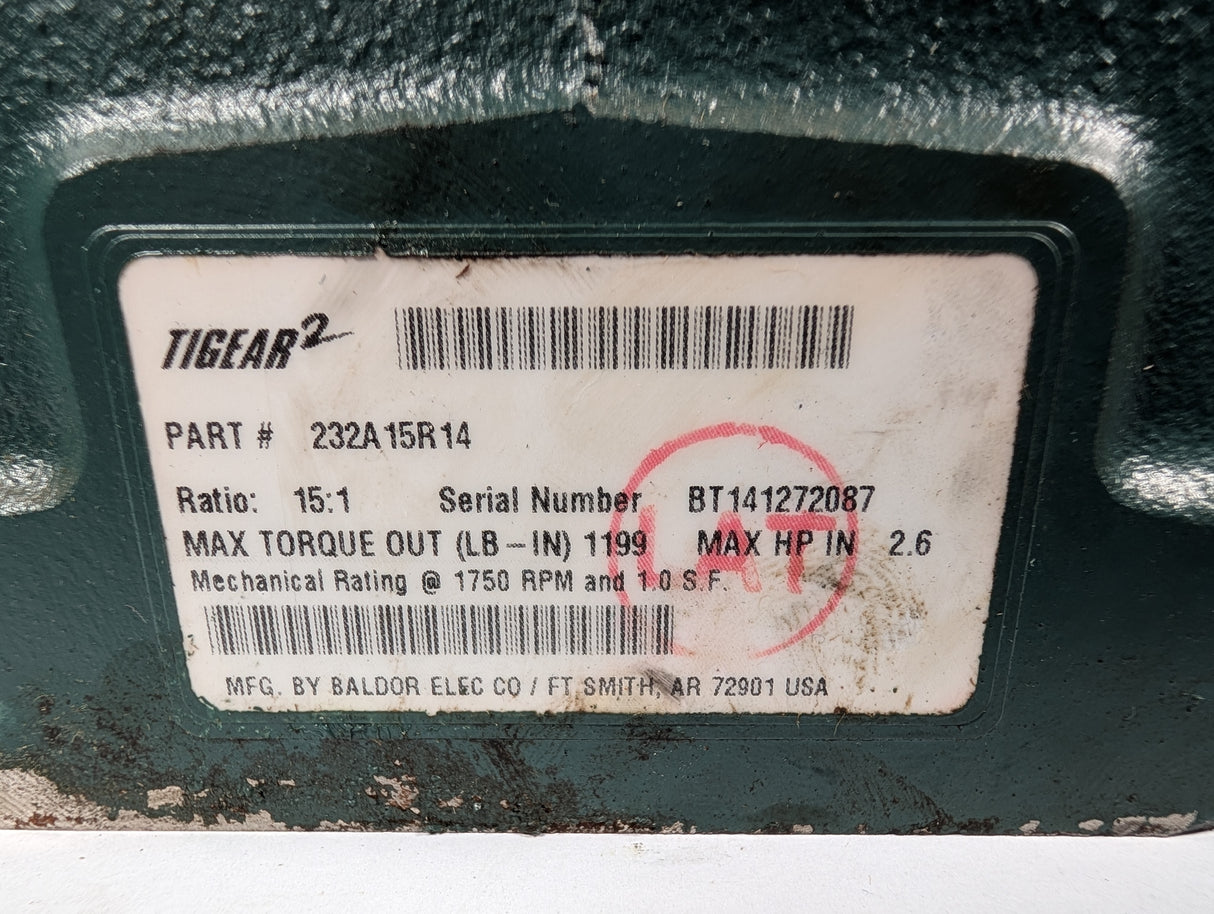 TIGEAR2
PART # 232A15R14
Ratio: 15:1 Serial Number BT141272087
MAX TORQUE OUT (LB-IN) 1199 MAX HP IN 2.6
Mechanical Rating @ 1750 RPM and 1.0 S.F.
LAT
MFG. BY BALDOR ELEC CO / FT SMITH, AR 72901 USA